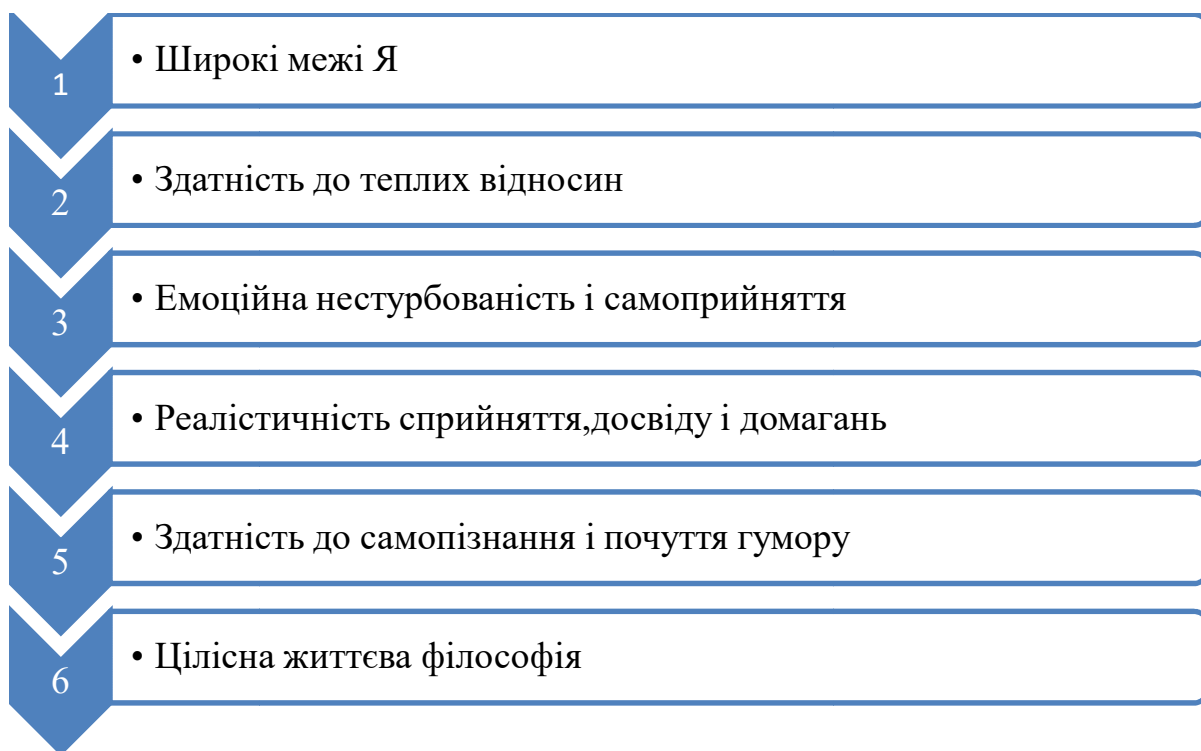 1
• Широкі межі Я
2
• Здатність до теплих відносин
3
• Емоційна нестурбованість і самоприйняття
4
• Реалістичність сприйняття,досвіду і домагань
5
• Здатність до самопізнання і почуття гумору
6
• Цілісна життєва філософія